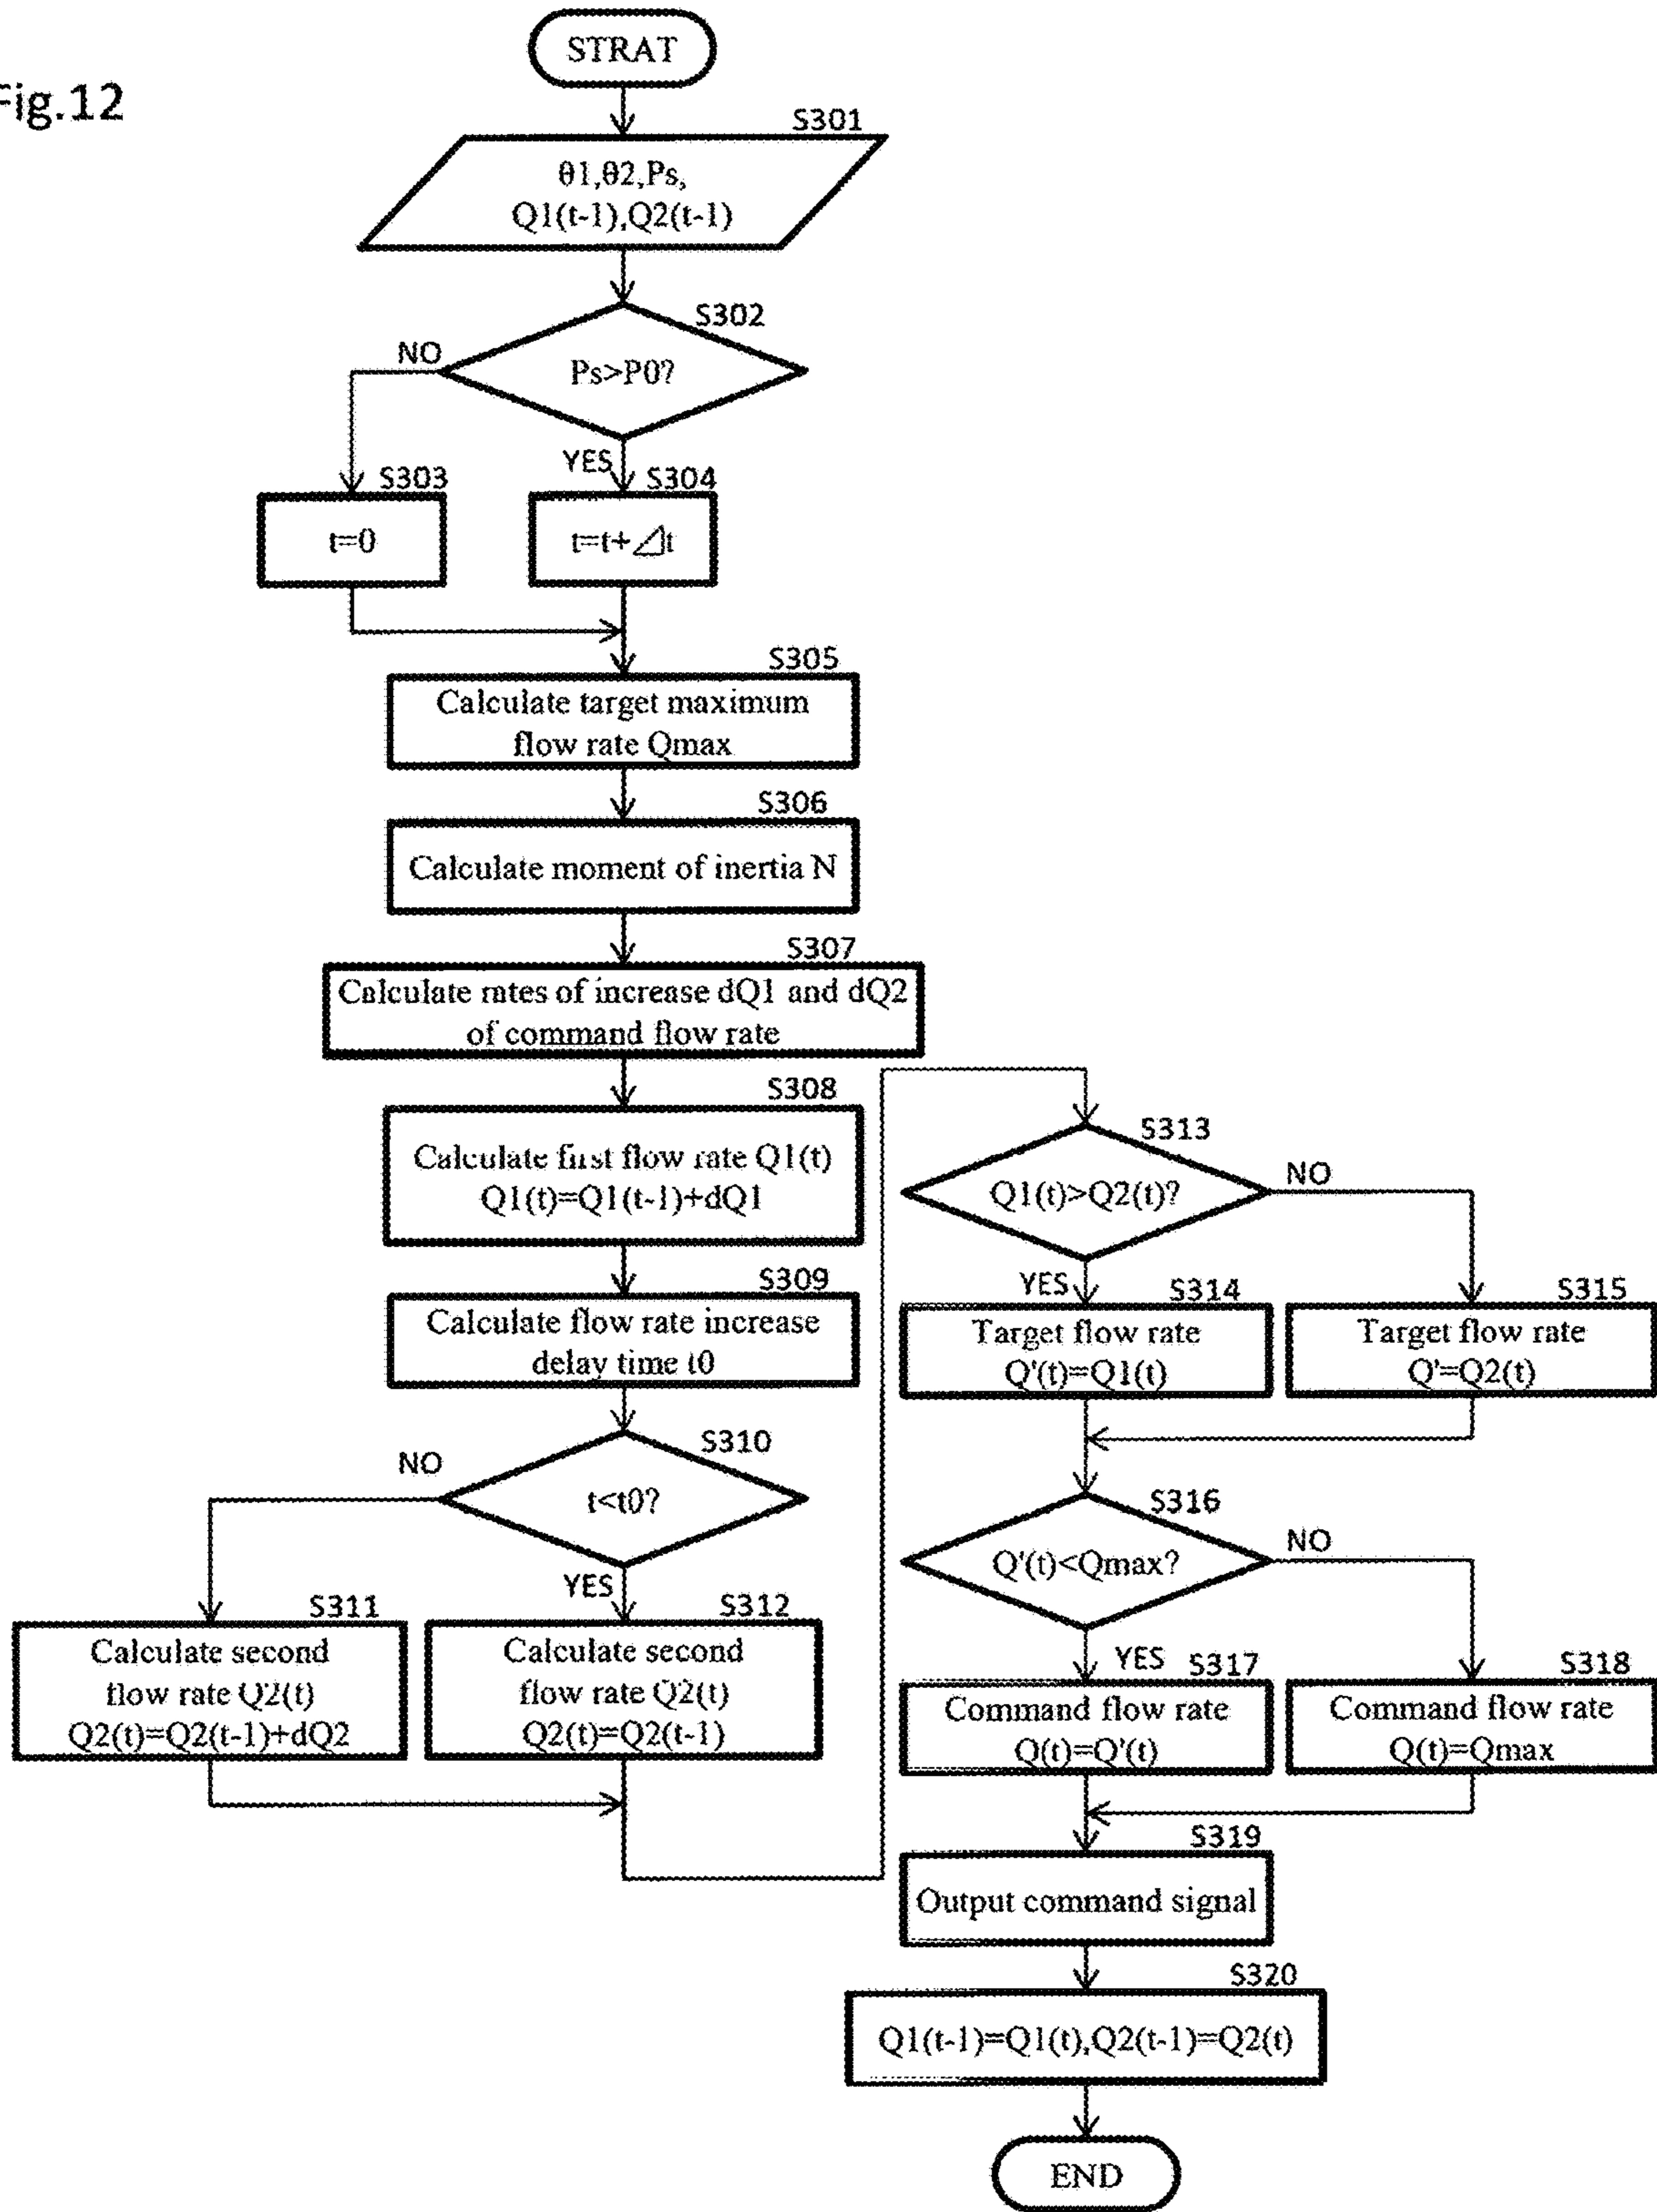 Fig.12
STRAT
S301
θ1,θ2,Ps,
Q1(t-1),Q2(t-1)
S302
Ps>P0?
NO
YES
S303
t=0
S304
t=t+⊿t
S305
Calculate target maximum
flow rate Qmax
S306
Calculate moment of inertia N
S307
Calculate rates of increase dQ1 and dQ2
of command flow rate
S308
Calculate first flow rate Q1(t)
Q1(t)=Q1(t-1)+dQ1
S309
Calculate flow rate increase
delay time t0
S310
t<t0?
NO
YES
S311
Calculate second
flow rate Q2(t)
Q2(t)=Q2(t-1)+dQ2
S312
Calculate second
flow rate Q2(t)
Q2(t)=Q2(t-1)
S313
Q1(t)>Q2(t)?
NO
YES
S314
Target flow rate
Q'(t)=Q1(t)
S315
Target flow rate
Q'=Q2(t)
S316
Q'(t)<Qmax?
NO
YES
S317
Command flow rate
Q(t)=Q'(t)
S318
Command flow rate
Q(t)=Qmax
S319
Output command signal
S320
Q1(t-1)=Q1(t),Q2(t-1)=Q2(t)
END